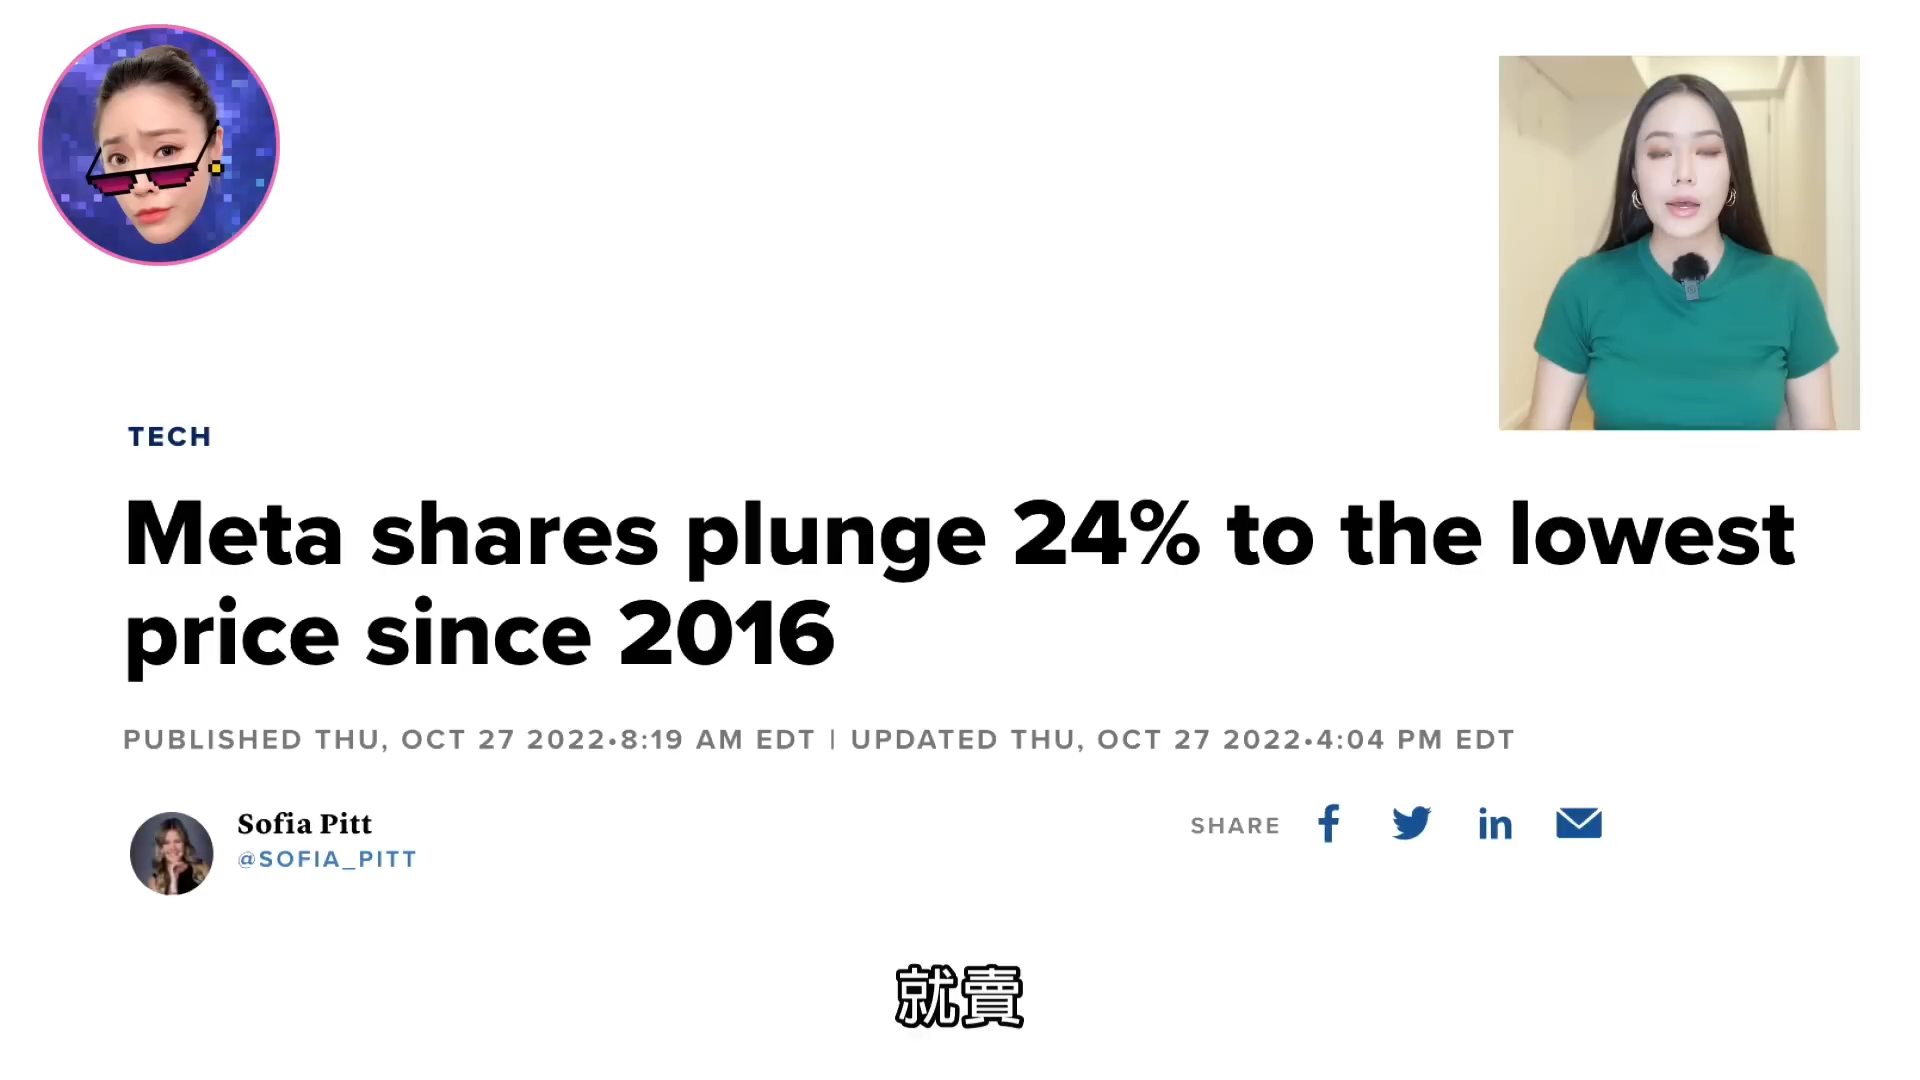 TECH
Meta shares plunge 24% to the lowest
price since 2016
PUBLISHED THU, OCT 27 2022•8:19 AM EDT | UPDATED THU, OCT 27 2022•4:04 PM EDT
Sofia Pitt
@SOFIA_PITT
SHARE
就賣